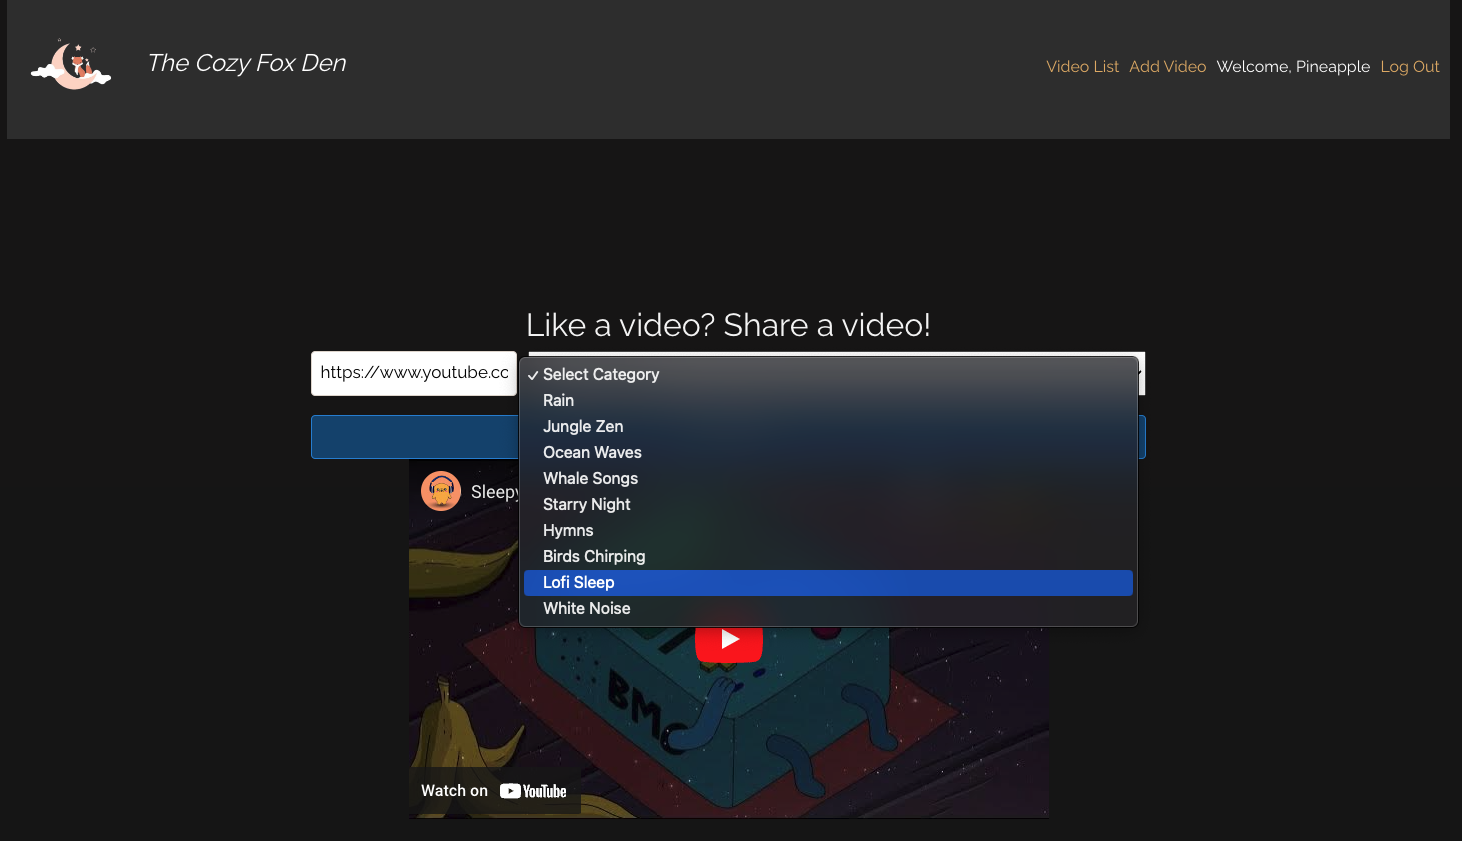 The Cozy Fox Den
Video List Add Video Welcome, Pineapple Log Out
Like a video? Share a video!
https://www.youtube.cc
✓ Select Category
Rain
Jungle Zen
Ocean Waves
Whale Songs
Starry Night
Hymns
Birds Chirping
Lofi Sleep
White Noise
Sleepy
BMO
Watch on YouTube